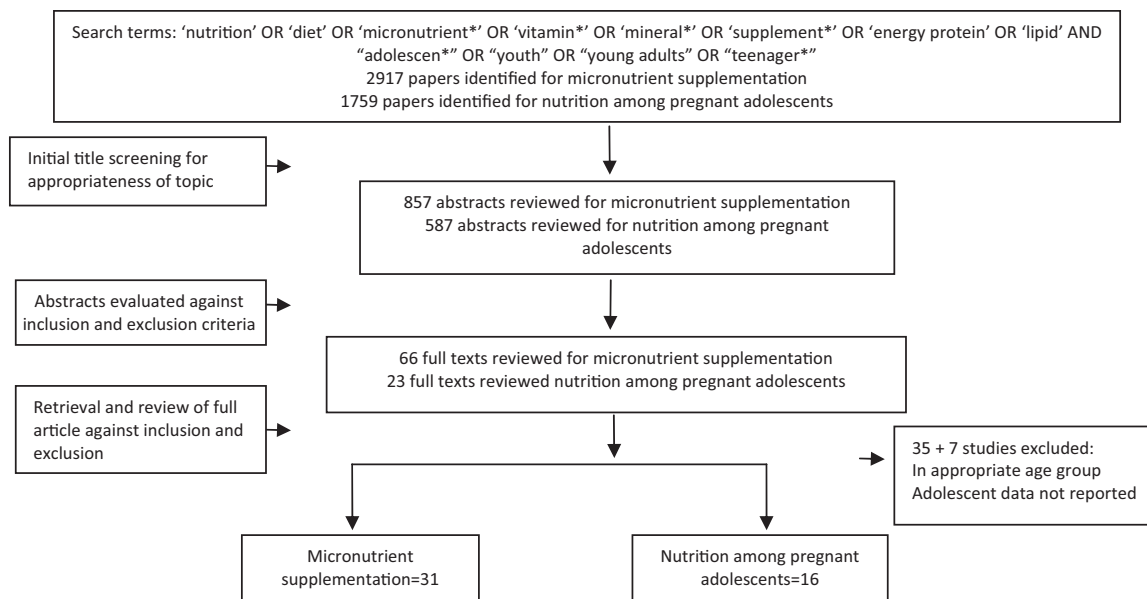 Search terms: ‘nutrition’ OR ‘diet’ OR ‘micronutrient*’ OR ‘vitamin*’ OR ‘mineral*’ OR ‘supplement*’ OR ‘energy protein’ OR ‘lipid’ AND
“adolescen*” OR “youth” OR “young adults” OR “teenager*”
2917 papers identified for micronutrient supplementation
1759 papers identified for nutrition among pregnant adolescents
Initial title screening for
appropriateness of topic
857 abstracts reviewed for micronutrient supplementation
587 abstracts reviewed for nutrition among pregnant
adolescents
Abstracts evaluated against
inclusion and exclusion criteria
66 full texts reviewed for micronutrient supplementation
23 full texts reviewed nutrition among pregnant adolescents
Retrieval and review of full
article against inclusion and
exclusion
35 + 7 studies excluded:
In appropriate age group
Adolescent data not reported
Micronutrient
supplementation=31
Nutrition among pregnant
adolescents=16